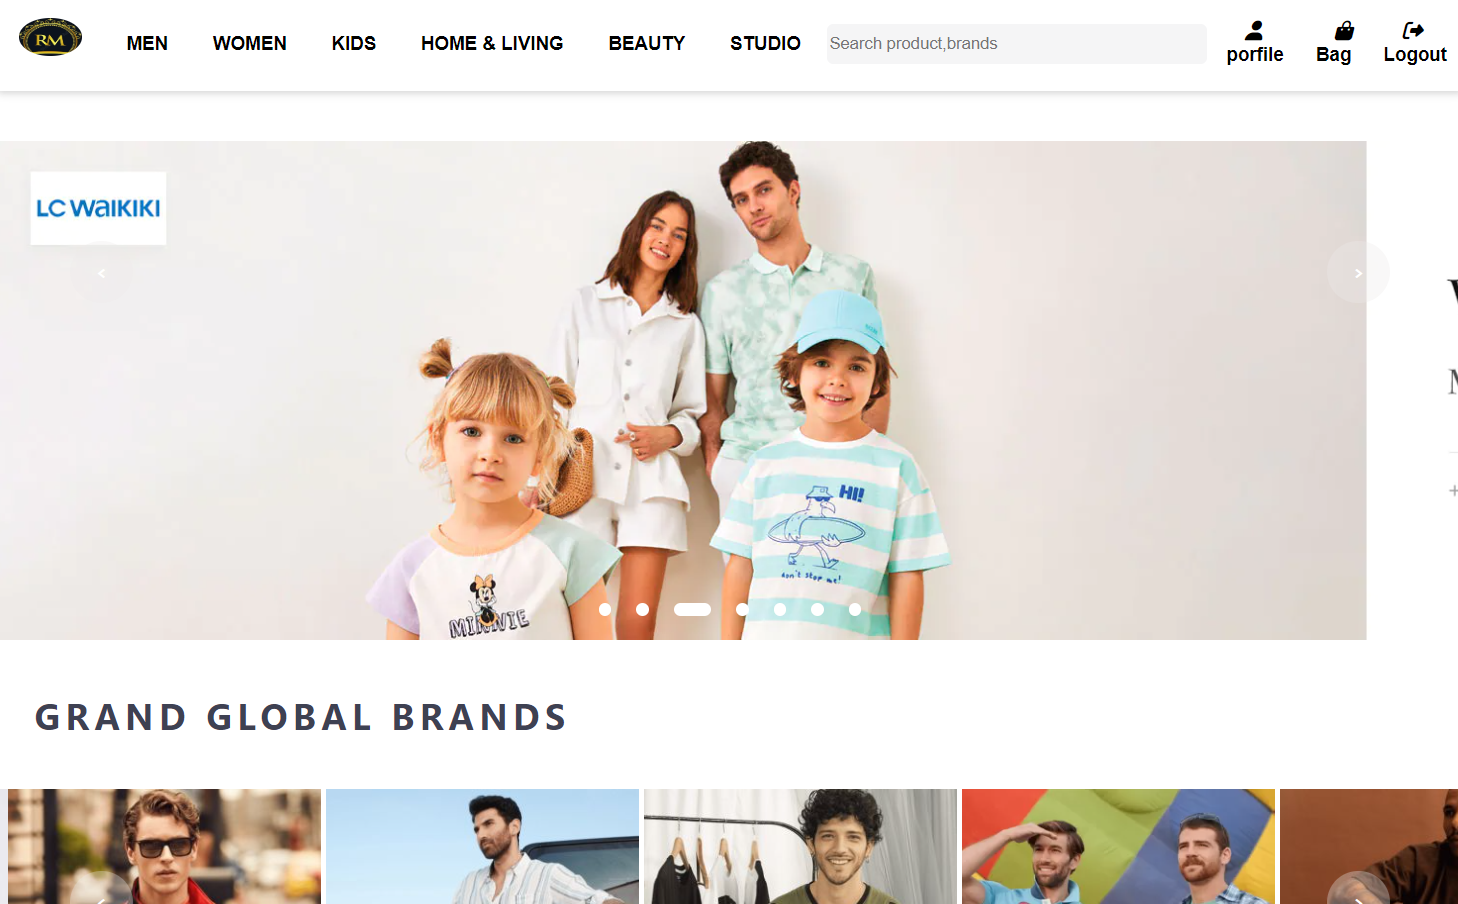 RM
MEN WOMEN KIDS HOME & LIVING BEAUTY STUDIO Search product,brands porfile Bag Logout
LC WAIKIKI
HI!
don't stop me!
MINNIE
GRAND GLOBAL BRANDS